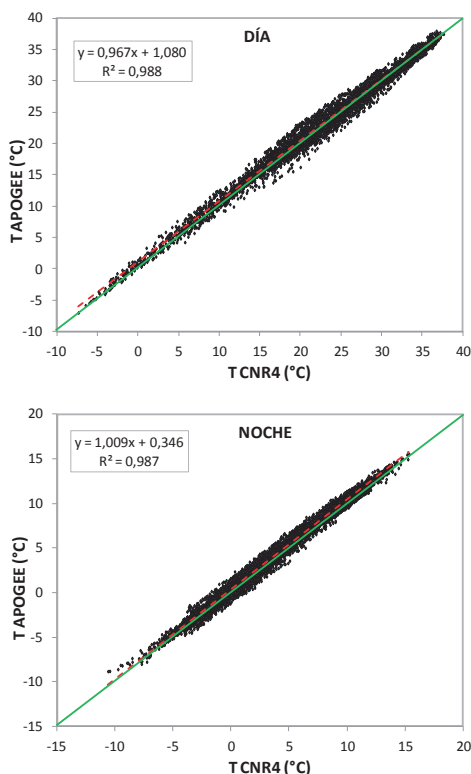 DÍA
y = 0,967x + 1,080
R² = 0,988
40
35
30
25
20
15
10
5
0
-5
-10
T APOGEE (°C)
-10 -5 0 5 10 15 20 25 30 35 40
T CNR4 (°C)
NOCHE
y = 1,009x + 0,346
R² = 0,987
20
15
10
5
0
-5
-10
-15
T APOGEE (°C)
-15 -10 -5 0 5 10 15 20
T CNR4 (°C)